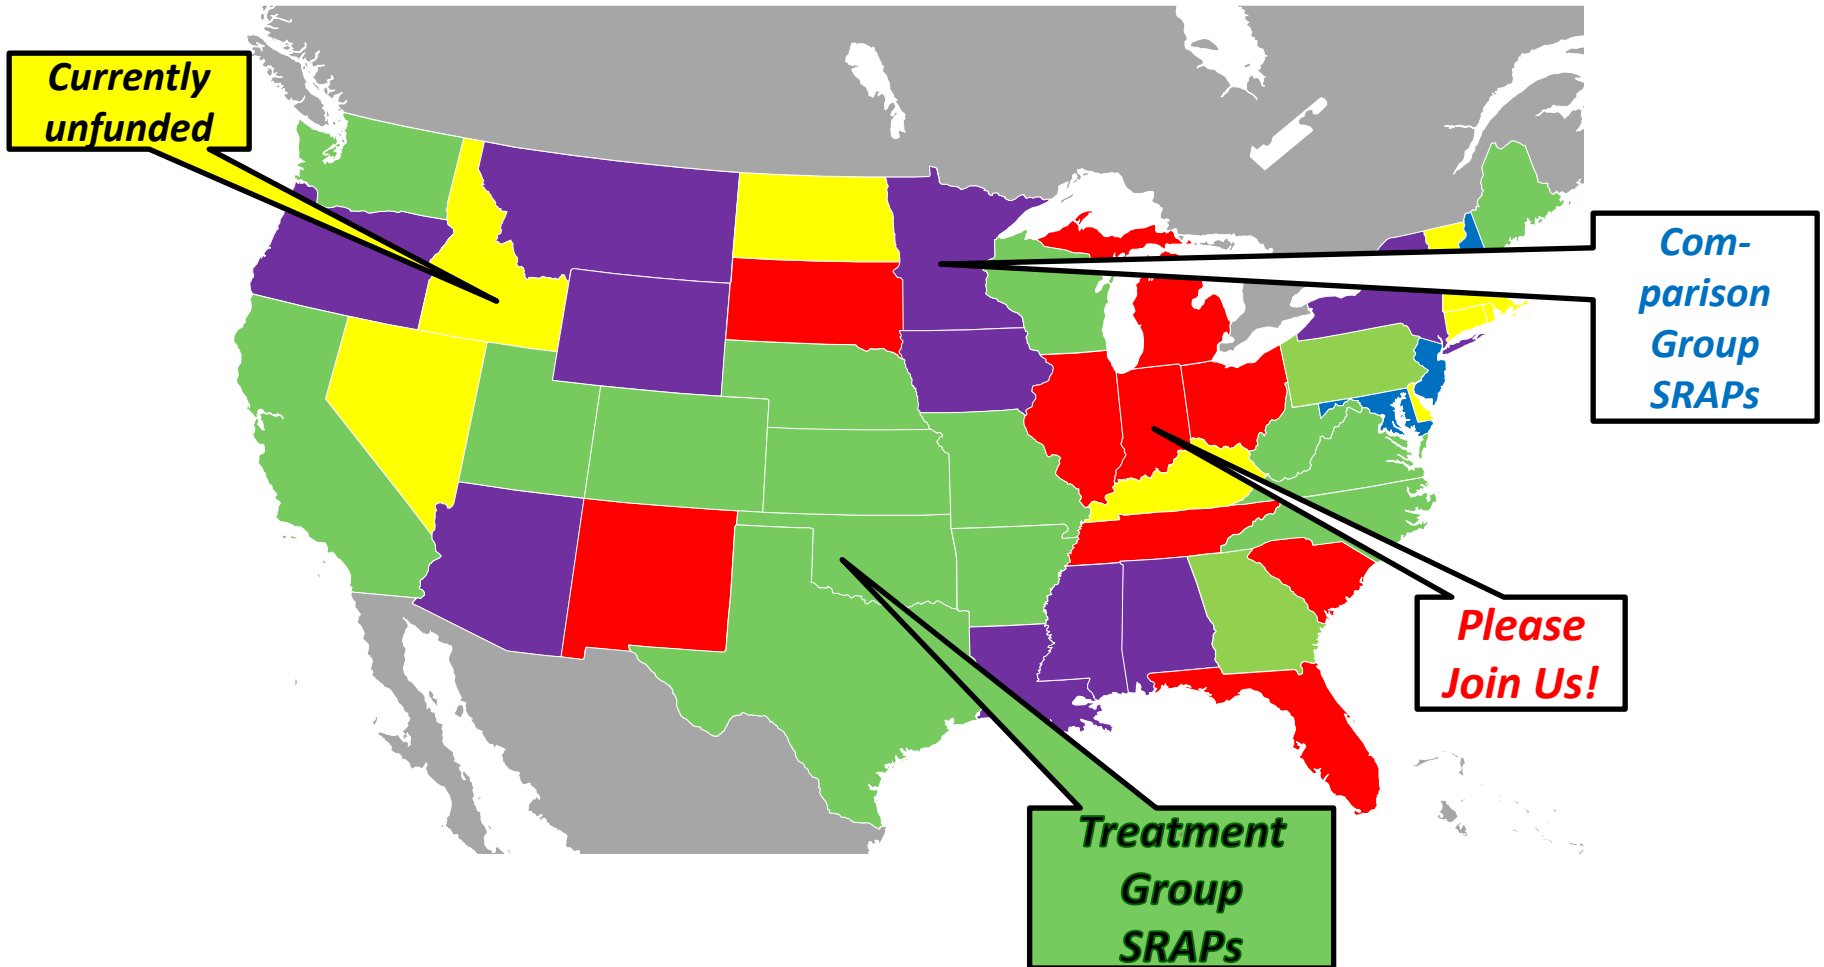 Currently
unfunded
Com-
parison
Group
SRAPs
Please
Join Us!
Treatment
Group
SRAPs